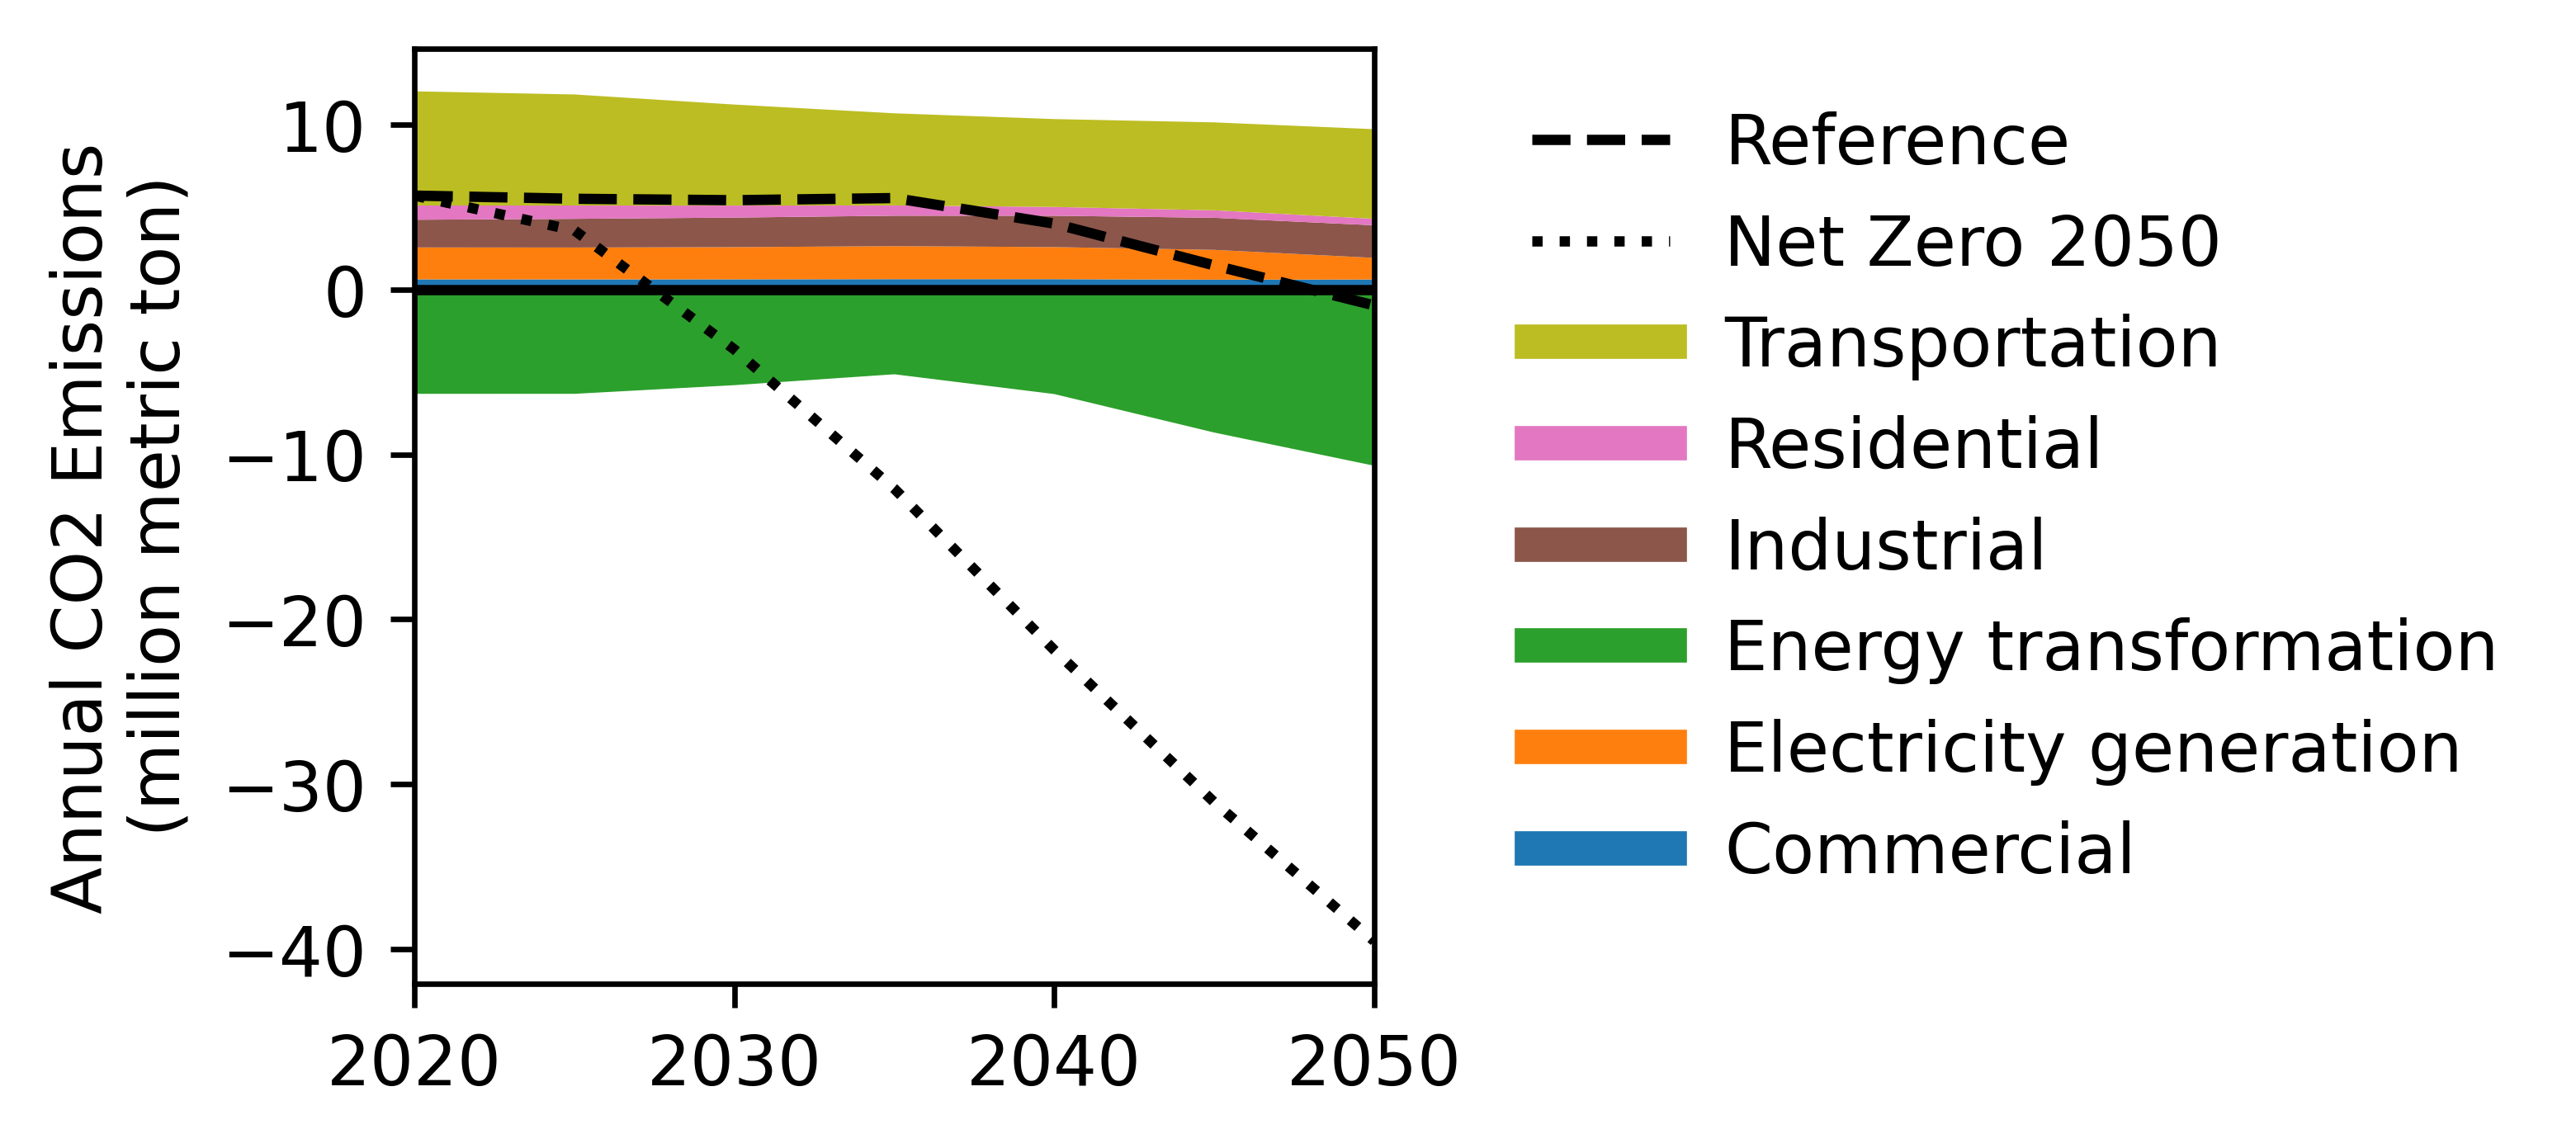 Annual CO2 Emissions
(million metric ton)
10
0
−10
−20
−30
−40
2020
2030
2040
2050
Reference
Net Zero 2050
Transportation
Residential
Industrial
Energy transformation
Electricity generation
Commercial